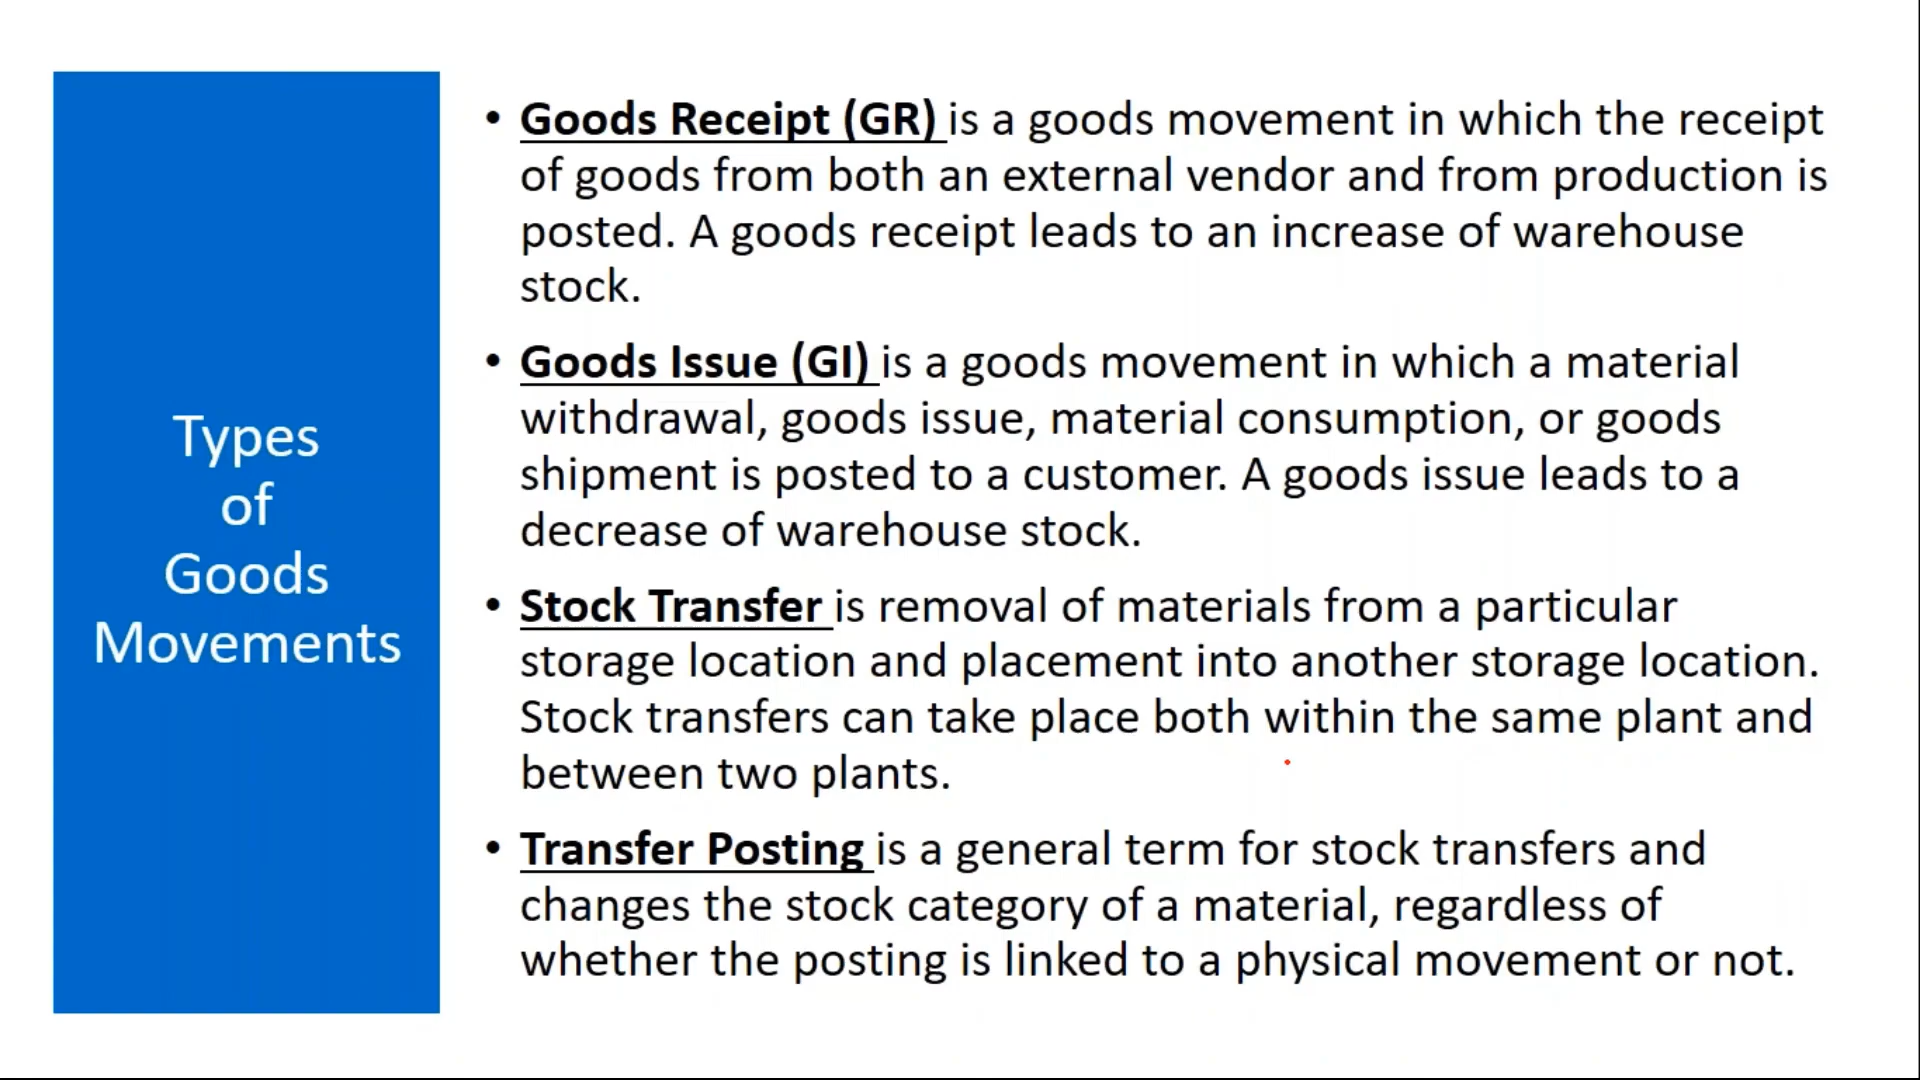 Types
of
Goods
Movements
• Goods Receipt (GR) is a goods movement in which the receipt
of goods from both an external vendor and from production is
posted. A goods receipt leads to an increase of warehouse
stock.
• Goods Issue (GI) is a goods movement in which a material
withdrawal, goods issue, material consumption, or goods
shipment is posted to a customer. A goods issue leads to a
decrease of warehouse stock.
• Stock Transfer is removal of materials from a particular
storage location and placement into another storage location.
Stock transfers can take place both within the same plant and
between two plants.
• Transfer Posting is a general term for stock transfers and
changes the stock category of a material, regardless of
whether the posting is linked to a physical movement or not.